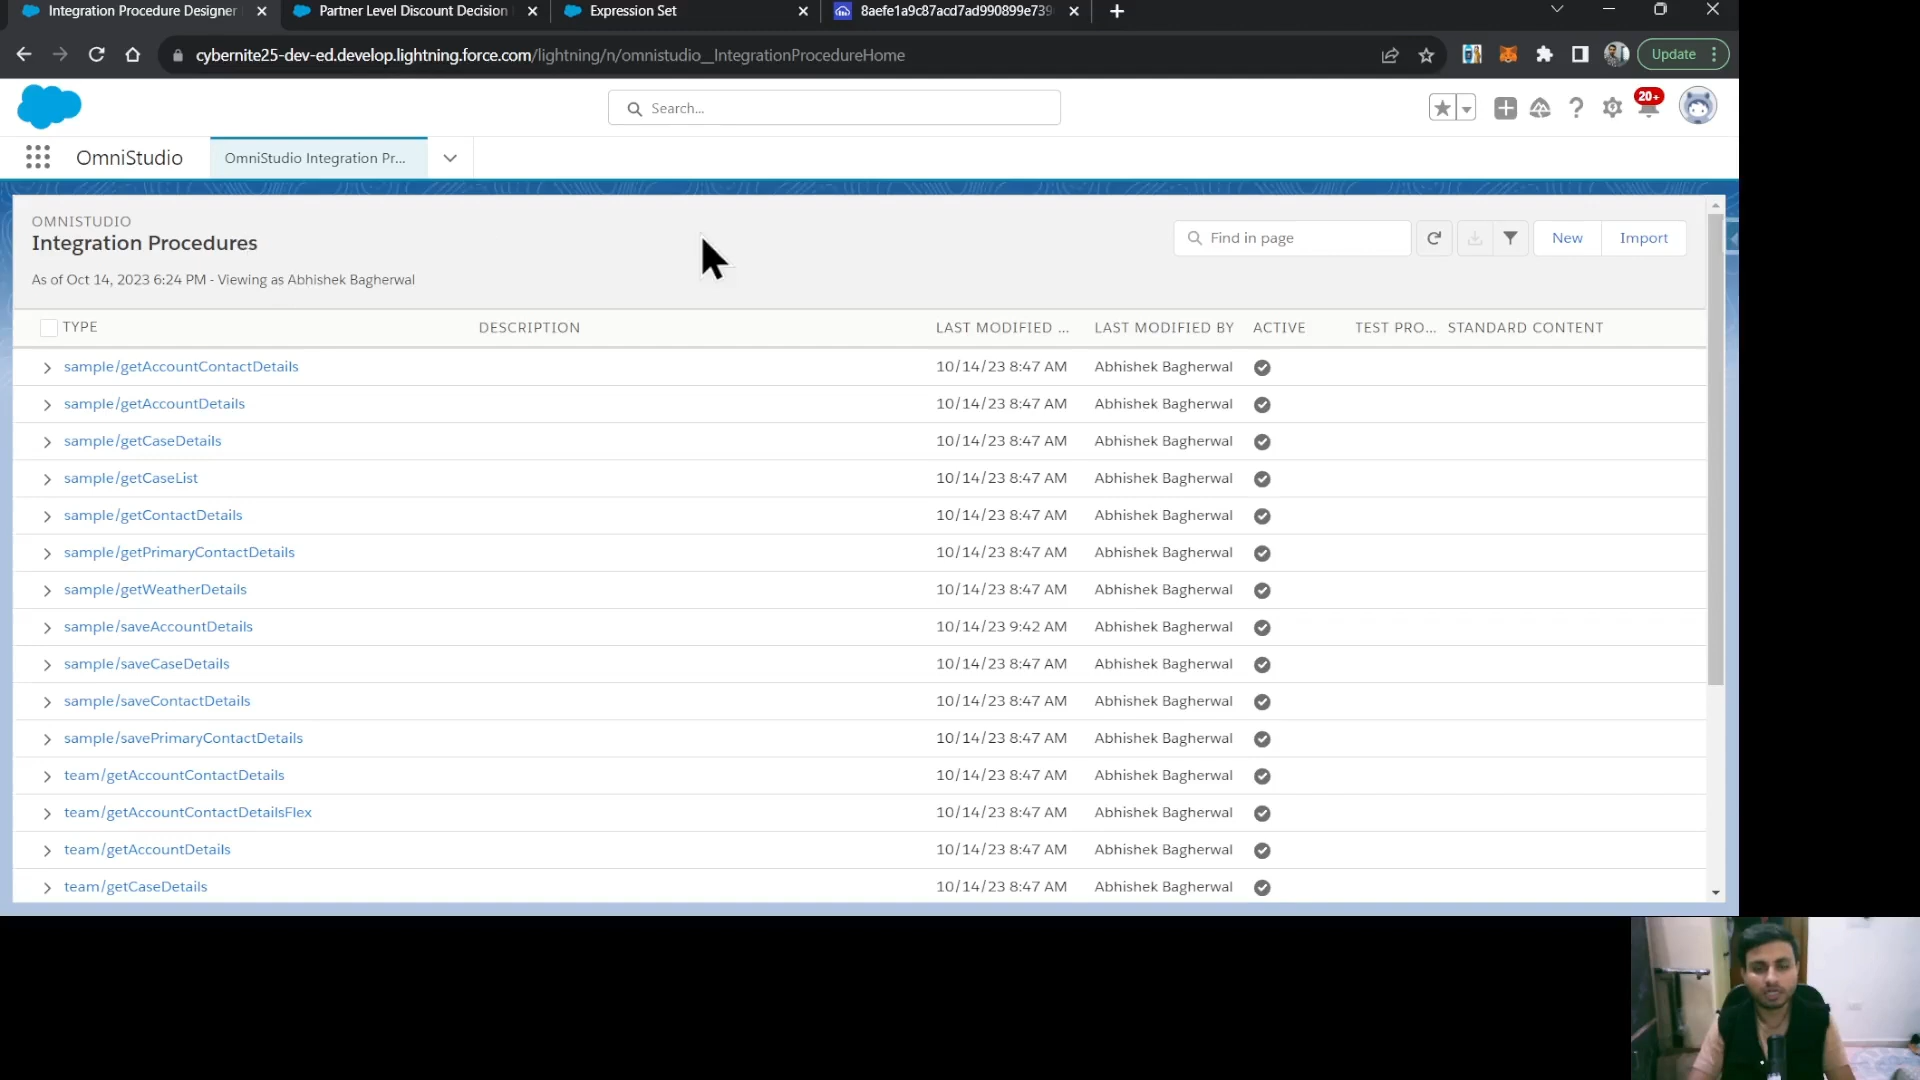 Integration Procedure Designer
Partner Level Discount Decision
Expression Set
8aefe1a9c87acd7ad990899e739
cybernite25-dev-ed.develop.lightning.force.com/lightning/n/omnistudio__IntegrationProcedureHome
Update
Search...
20+
OmniStudio
OmniStudio Integration Pr...
OMNISTUDIO
Integration Procedures
As of Oct 14, 2023 6:24 PM - Viewing as Abhishek Bagherwal
Find in page
New
Import
TYPE DESCRIPTION LAST MODIFIED ... LAST MODIFIED BY ACTIVE TEST PRO... STANDARD CONTENT
sample/getAccountContactDetails 10/14/23 8:47 AM Abhishek Bagherwal
sample/getAccountDetails 10/14/23 8:47 AM Abhishek Bagherwal
sample/getCaseDetails 10/14/23 8:47 AM Abhishek Bagherwal
sample/getCaseList 10/14/23 8:47 AM Abhishek Bagherwal
sample/getContactDetails 10/14/23 8:47 AM Abhishek Bagherwal
sample/getPrimaryContactDetails 10/14/23 8:47 AM Abhishek Bagherwal
sample/getWeatherDetails 10/14/23 8:47 AM Abhishek Bagherwal
sample/saveAccountDetails 10/14/23 9:42 AM Abhishek Bagherwal
sample/saveCaseDetails 10/14/23 8:47 AM Abhishek Bagherwal
sample/saveContactDetails 10/14/23 8:47 AM Abhishek Bagherwal
sample/savePrimaryContactDetails 10/14/23 8:47 AM Abhishek Bagherwal
team/getAccountContactDetails 10/14/23 8:47 AM Abhishek Bagherwal
team/getAccountContactDetailsFlex 10/14/23 8:47 AM Abhishek Bagherwal
team/getAccountDetails 10/14/23 8:47 AM Abhishek Bagherwal
team/getCaseDetails 10/14/23 8:47 AM Abhishek Bagherwal